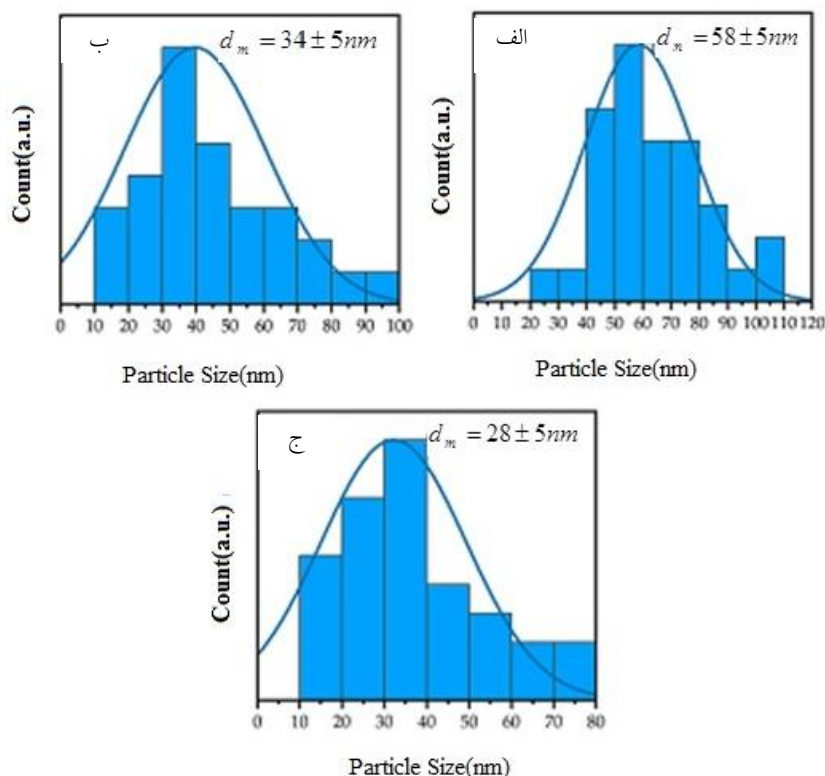 ب
d_m = 34 ± 5nm
Count(a.u.)
0 10 20 30 40 50 60 70 80 90 100
Particle Size(nm)
الف
d_n = 58 ± 5nm
Count(a.u.)
0 10 20 30 40 50 60 70 80 90 100 110 120
Particle Size(nm)
ج
d_m = 28 ± 5nm
Count(a.u.)
0 10 20 30 40 50 60 70 80
Particle Size(nm)